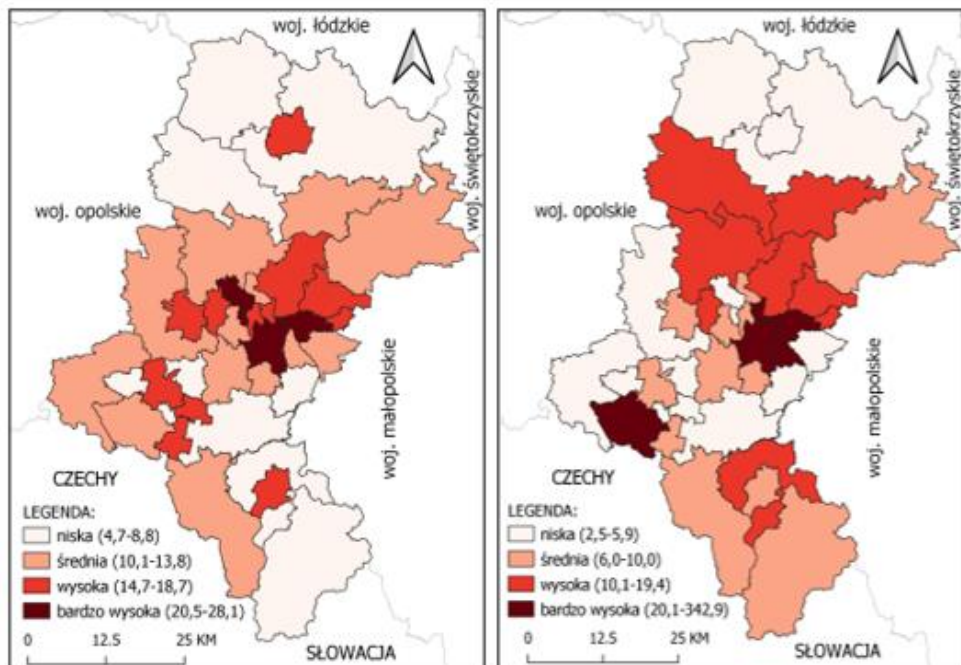 woj. łódzkie
woj. świętokrzyskie
woj. opolskie
woj. małopolskie
CZECHY
LEGENDA:
niska (4,7-8,8)
średnia (10,1-13,8)
wysoka (14,7-18,7)
bardzo wysoka (20,5-28,1)
0 12.5 25 KM
SŁOWACJA
woj. łódzkie
woj. świętokrzyskie
woj. opolskie
woj. małopolskie
CZECHY
LEGENDA:
niska (2,5-5,9)
średnia (6,0-10,0)
wysoka (10,1-19,4)
bardzo wysoka (20,1-342,9)
0 12.5 25 KM
SŁOWACJA